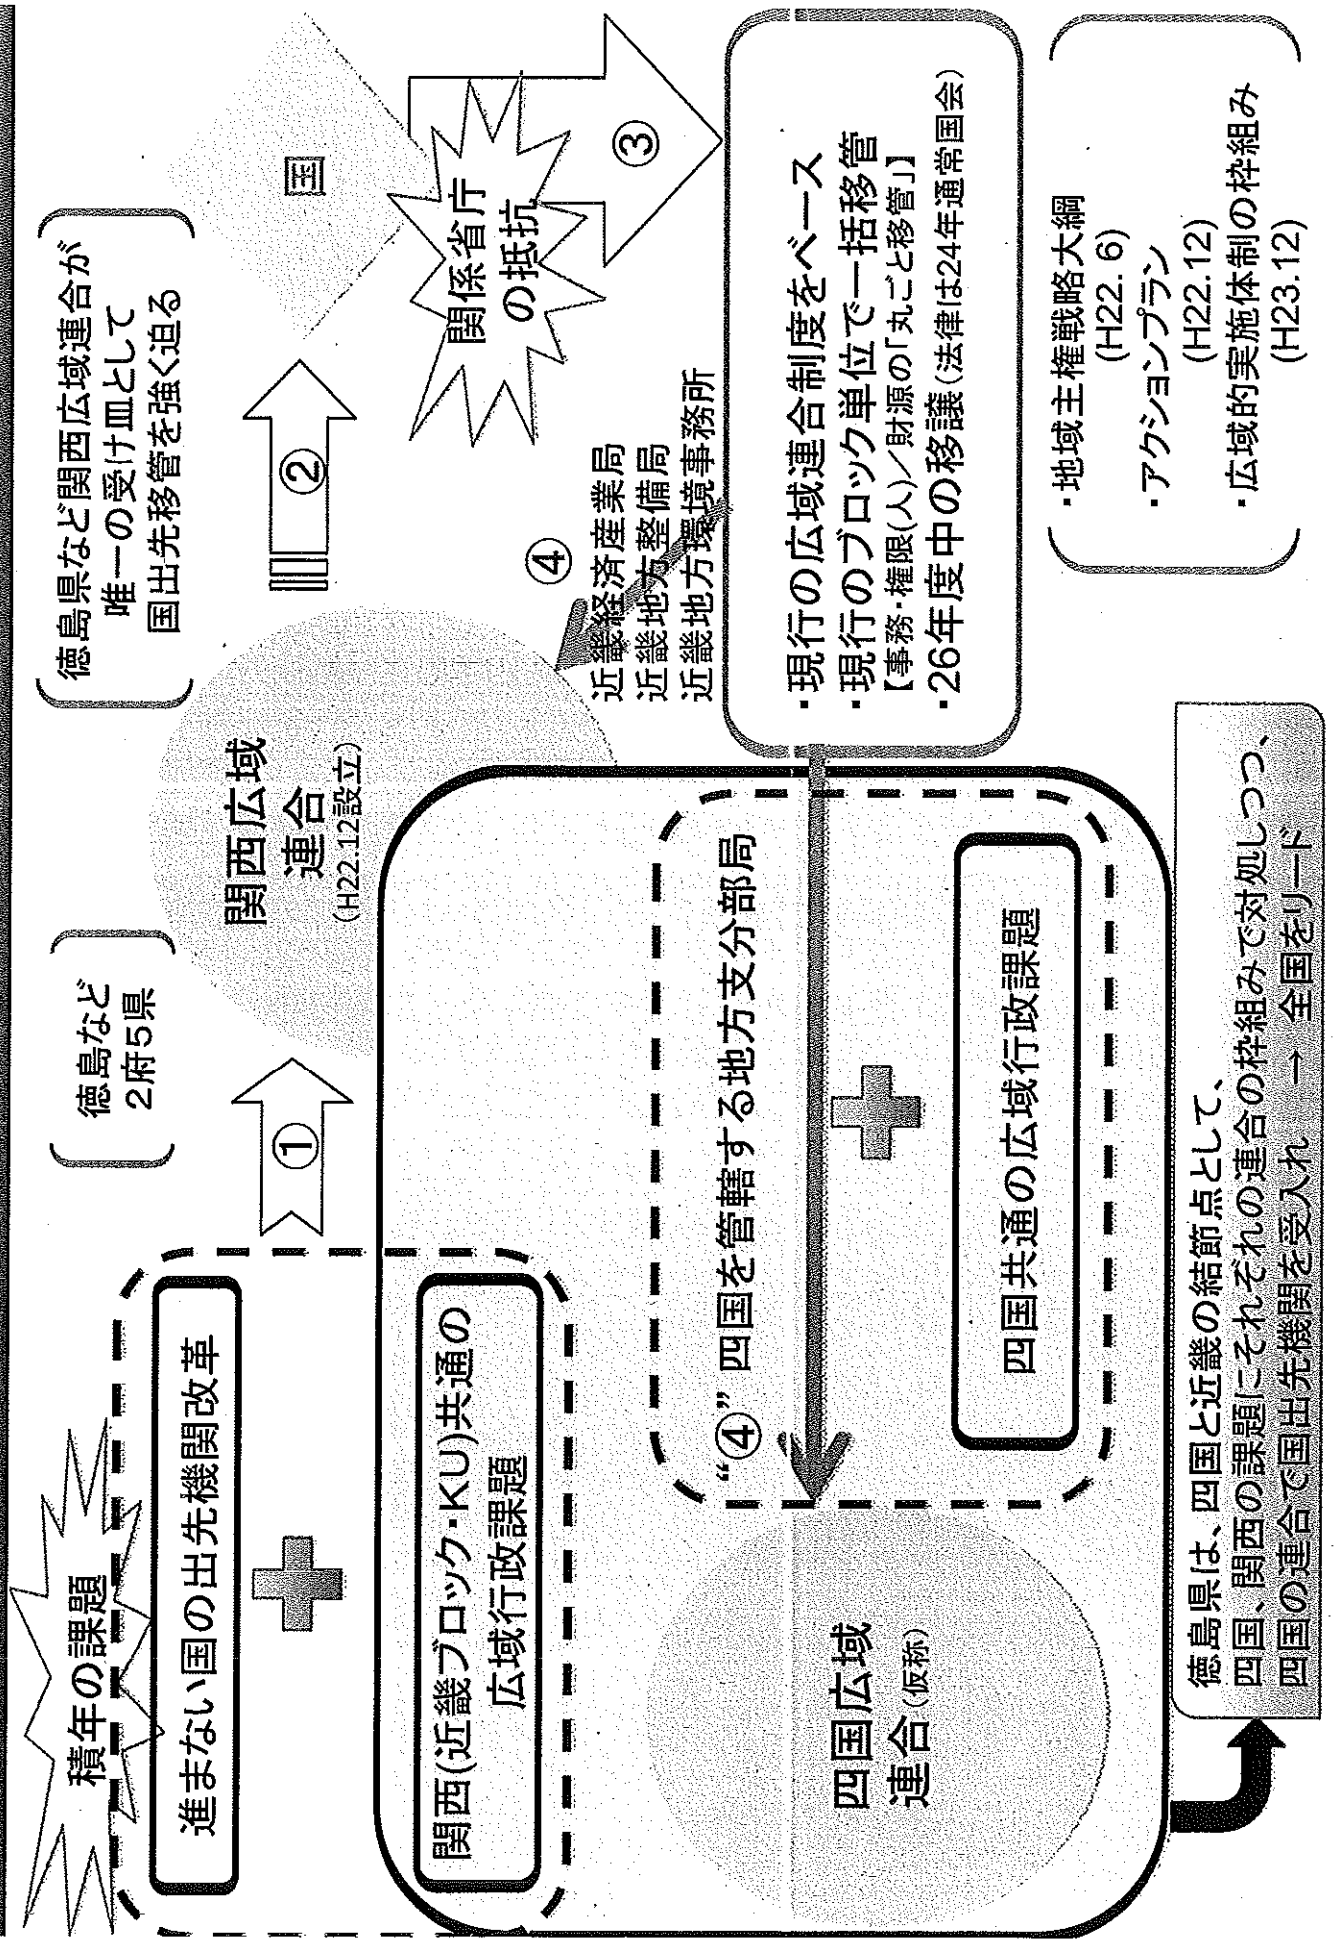 積年の課題
進まない国の出先機関改革
関西(近畿ブロック・KU)共通の
広域行政課題
①
徳島など
2府5県
関西広域
連合
(H22.12設立)
②
徳島県など関西広域連合が
唯一の受け皿として
国出先移管を強く迫る
国
関係省庁
の抵抗
③
④
近畿経済産業局
近畿地方整備局
近畿地方環境事務所
・現行の広域連合制度をベース
・現行のブロック単位で一括移管
【事務・権限(人)/財源の「丸ごと移管」】
・26年度中の移譲(法律は24年通常国会)
・地域主権戦略大綱
(H22.6)
・アクションプラン
(H22.12)
・広域的実施体制の枠組み
(H23.12)
“④” 四国を管轄する地方支分部局
四国共通の広域行政課題
四国広域
連合(仮称)
徳島県は、四国と近畿の結節点として、
四国、関西の課題にそれぞれの連合の枠組みで対処しつつ、
四国の連合で国出先機関を受入れ → 全国をリード